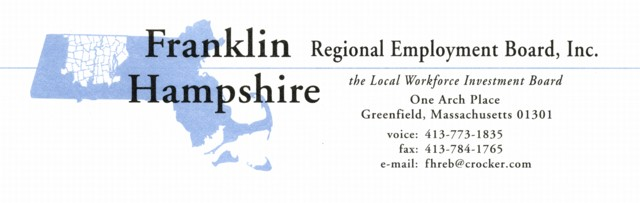 Franklin Hampshire
Regional Employment Board, Inc.
the Local Workforce Investment Board
One Arch Place
Greenfield, Massachusetts 01301
voice: 413-773-1835
fax: 413-784-1765
e-mail: fhreb@crocker.com